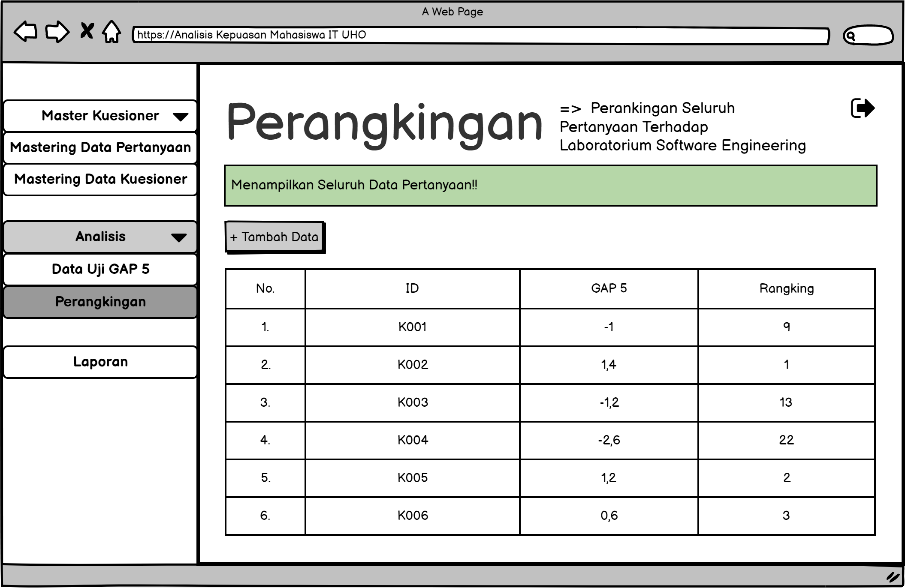 A Web Page
https://Analisis Kepuasan Mahasiswa IT UHO
Master Kuesioner
Mastering Data Pertanyaan
Mastering Data Kuesioner
Analisis
Data Uji GAP 5
Perangkingan
Laporan
Perangkingan
=> Perankingan Seluruh
Pertanyaan Terhadap
Laboratorium Software Engineering
Menampilkan Seluruh Data Pertanyaan!!
+ Tambah Data
No. ID GAP 5 Rangking
1. K001 -1 9
2. K002 1,4 1
3. K003 -1,2 13
4. K004 -2,6 22
5. K005 1,2 2
6. K006 0,6 3